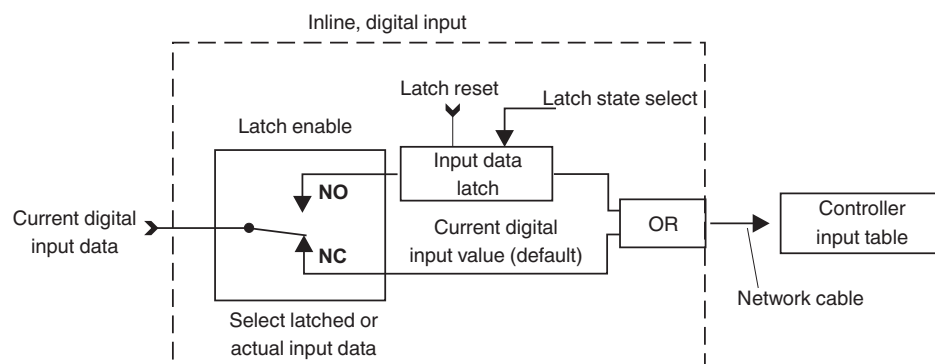 Inline, digital input
Latch reset
Latch state select
Latch enable
Input data
latch
NO
Current digital
input data
OR
Controller
input table
Current digital
input value (default)
NC
Network cable
Select latched or
actual input data